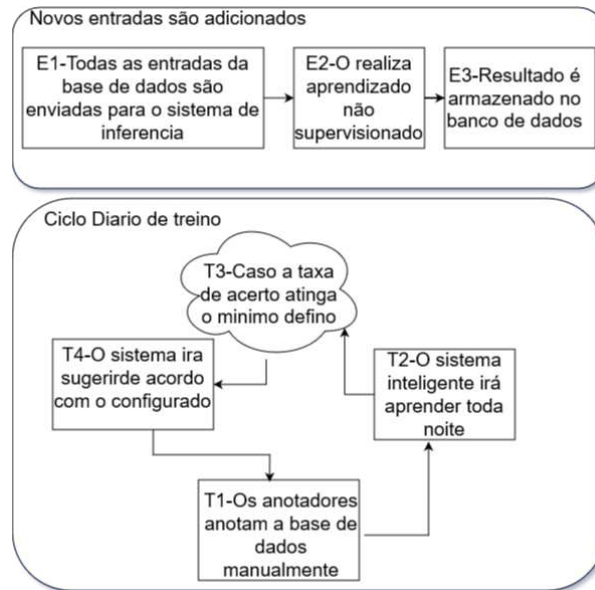 Novos entradas são adicionados
E1-Todas as entradas da
base de dados são
enviadas para o sistema de
inferencia
E2-O realiza
aprendizado
não
supervisionado
E3-Resultado é
armazenado no
banco de dados
Ciclo Diario de treino
T3-Caso a taxa
de acerto atinga
o minimo defino
T4-O sistema ira
sugerirde acordo
com o configurado
T2-O sistema
inteligente irá
aprender toda
noite
T1-Os anotadores
anotam a base de
dados
manualmente